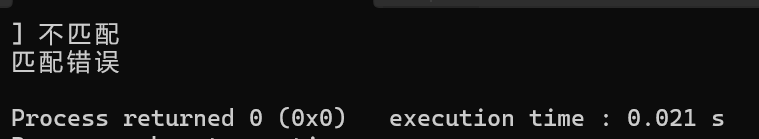 ] 不匹配
匹配错误
Process returned 0 (0x0)   execution time : 0.021 s